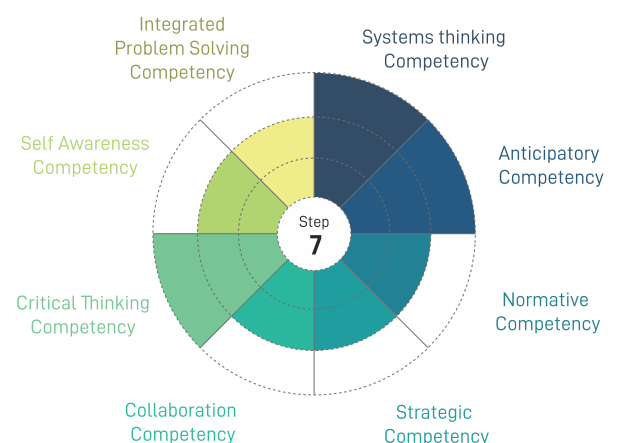 Integrated
Problem Solving
Competency
Systems thinking
Competency
Self Awareness
Competency
Anticipatory
Competency
Step
7
Critical Thinking
Competency
Normative
Competency
Collaboration
Competency
Strategic
Competency